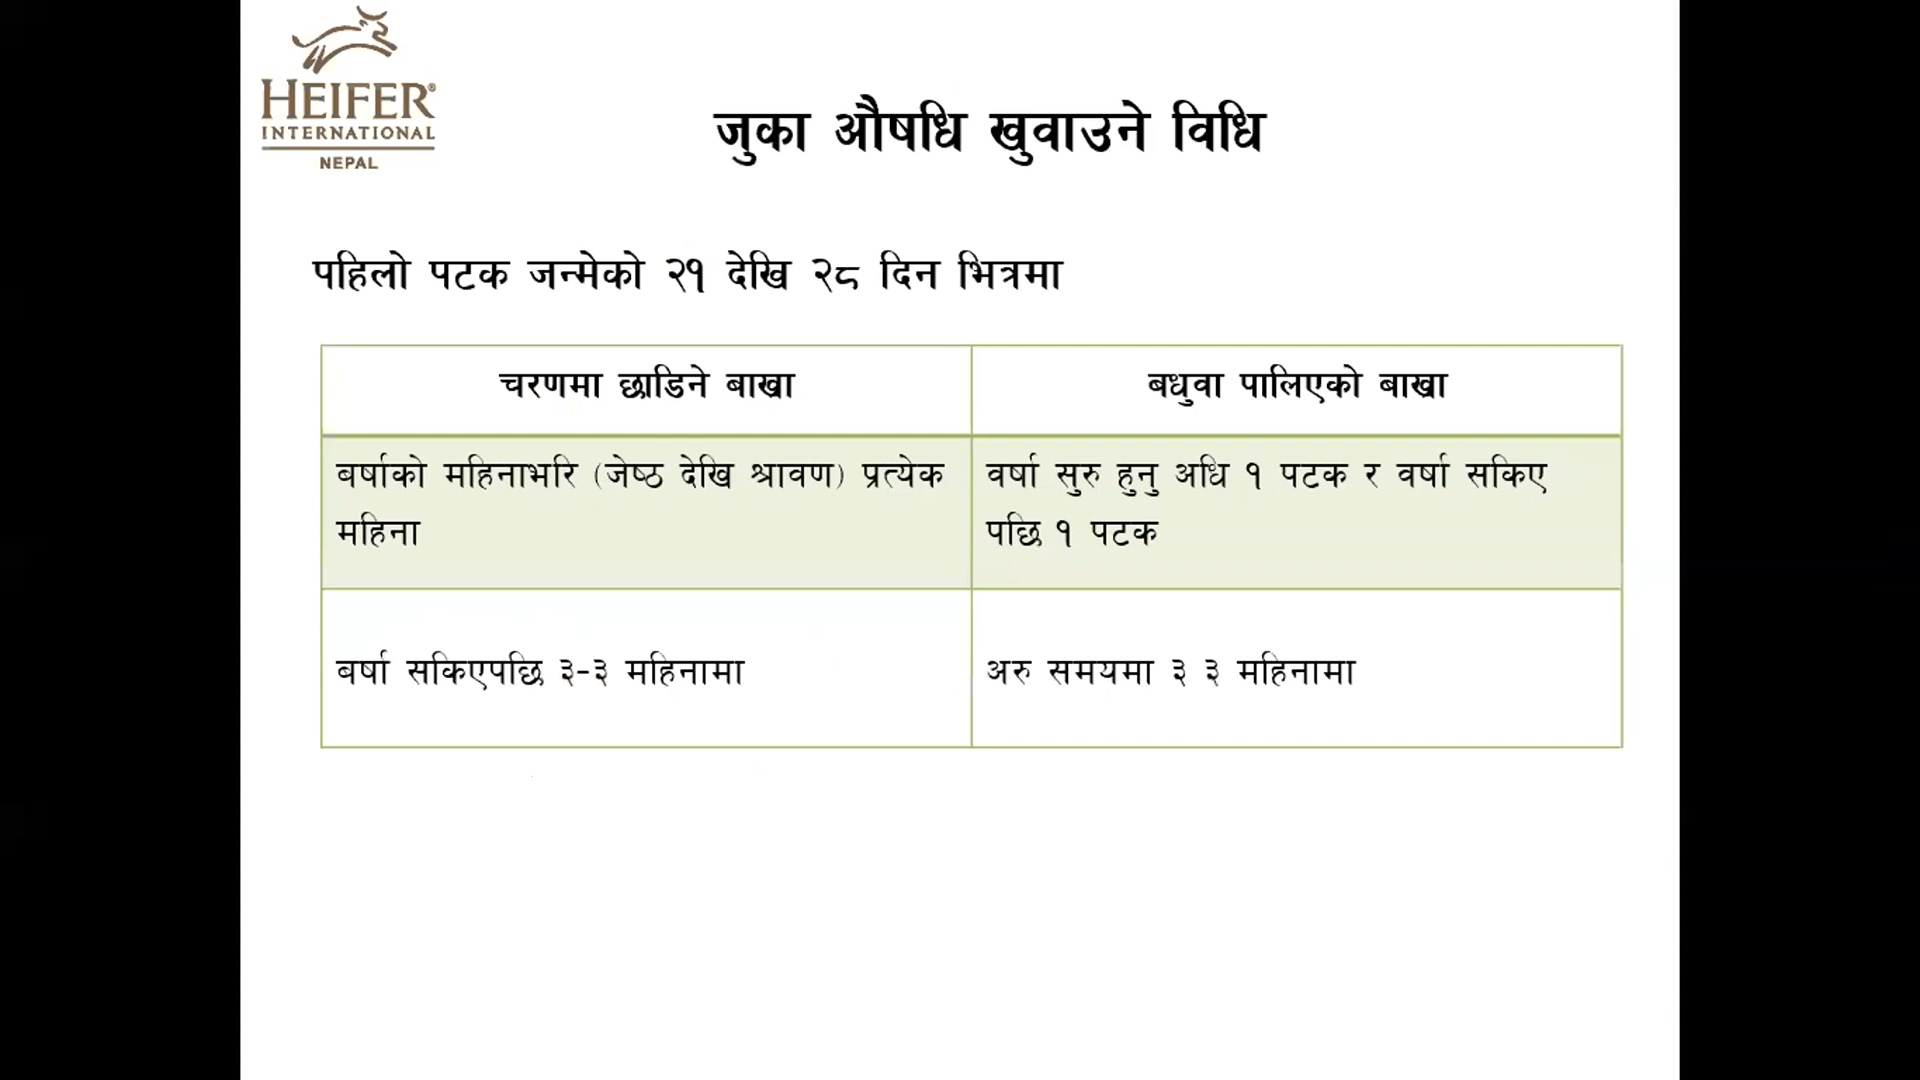 HEIFER®
INTERNATIONAL
NEPAL
जुका औषधि खुवाउने विधि
पहिलो पटक जन्मेको २१ देखि २८ दिन भित्रमा
चरणमा छाडिने बाख्रा
बधुवा पालिएको बाख्रा
बर्षाको महिनाभरि (जेष्ठ देखि श्रावण) प्रत्येक
महिना
वर्षा सुरु हुनु अधि १ पटक र वर्षा सकिए
पछि १ पटक
बर्षा सकिएपछि ३-३ महिनामा
अरु समयमा ३ ३ महिनामा